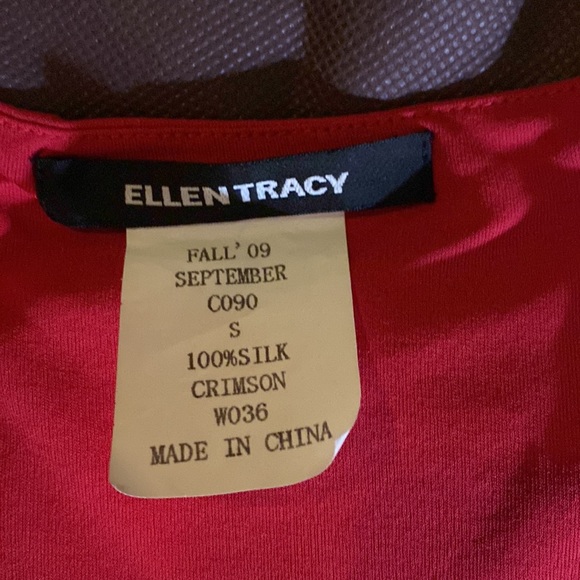 ELLEN TRACY
FALL' 09
SEPTEMBER
C090
S
100%SILK
CRIMSON
W036
MADE IN CHINA